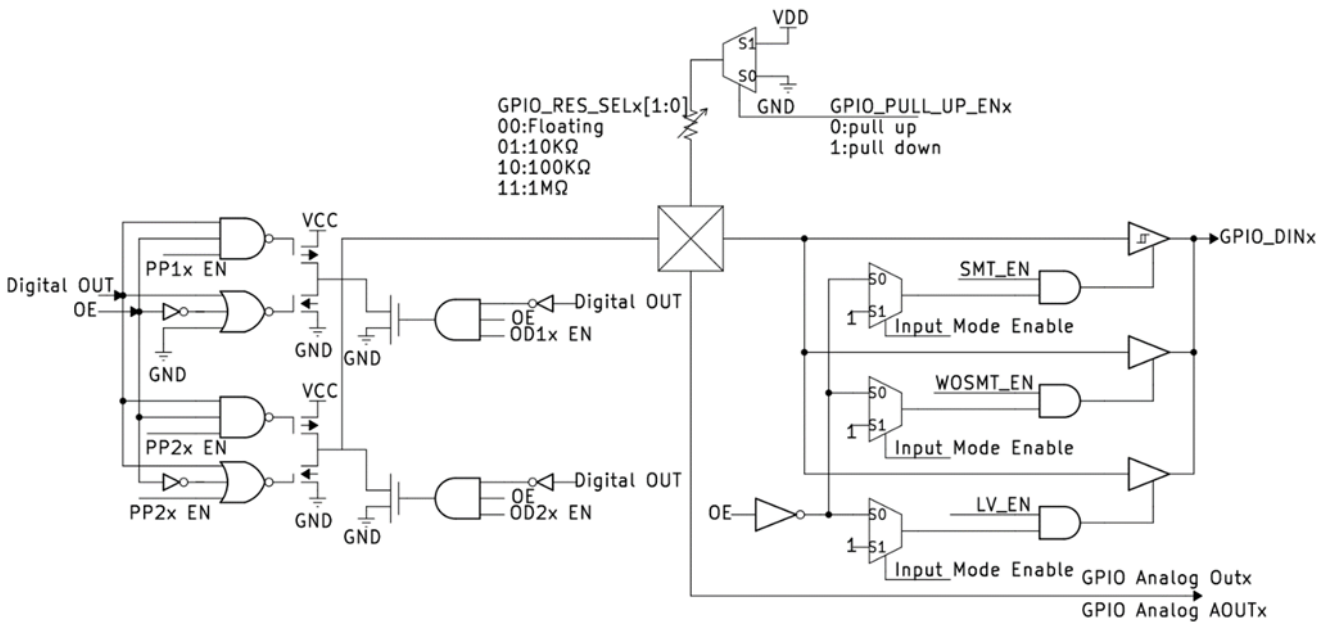 VDD
S1
S0
GND
GPIO_PULL_UP_ENx
0:pull up
1:pull down
GPIO_RES_SELx[1:0]
00:Floating
01:10KΩ
10:100KΩ
11:1MΩ
VCC
PP1x EN
Digital OUT
OE
GND
GND
GND
Digital OUT
OE
OD1x EN
VCC
PP2x EN
PP2x EN
GND
GND
Digital OUT
OE
OD2x EN
GPIO_DINx
S0
S1
1
SMT_EN
Input Mode Enable
S0
S1
1
WOSMT_EN
Input Mode Enable
OE
S0
S1
1
LV_EN
Input Mode Enable
GPIO Analog Outx
GPIO Analog AOUTx